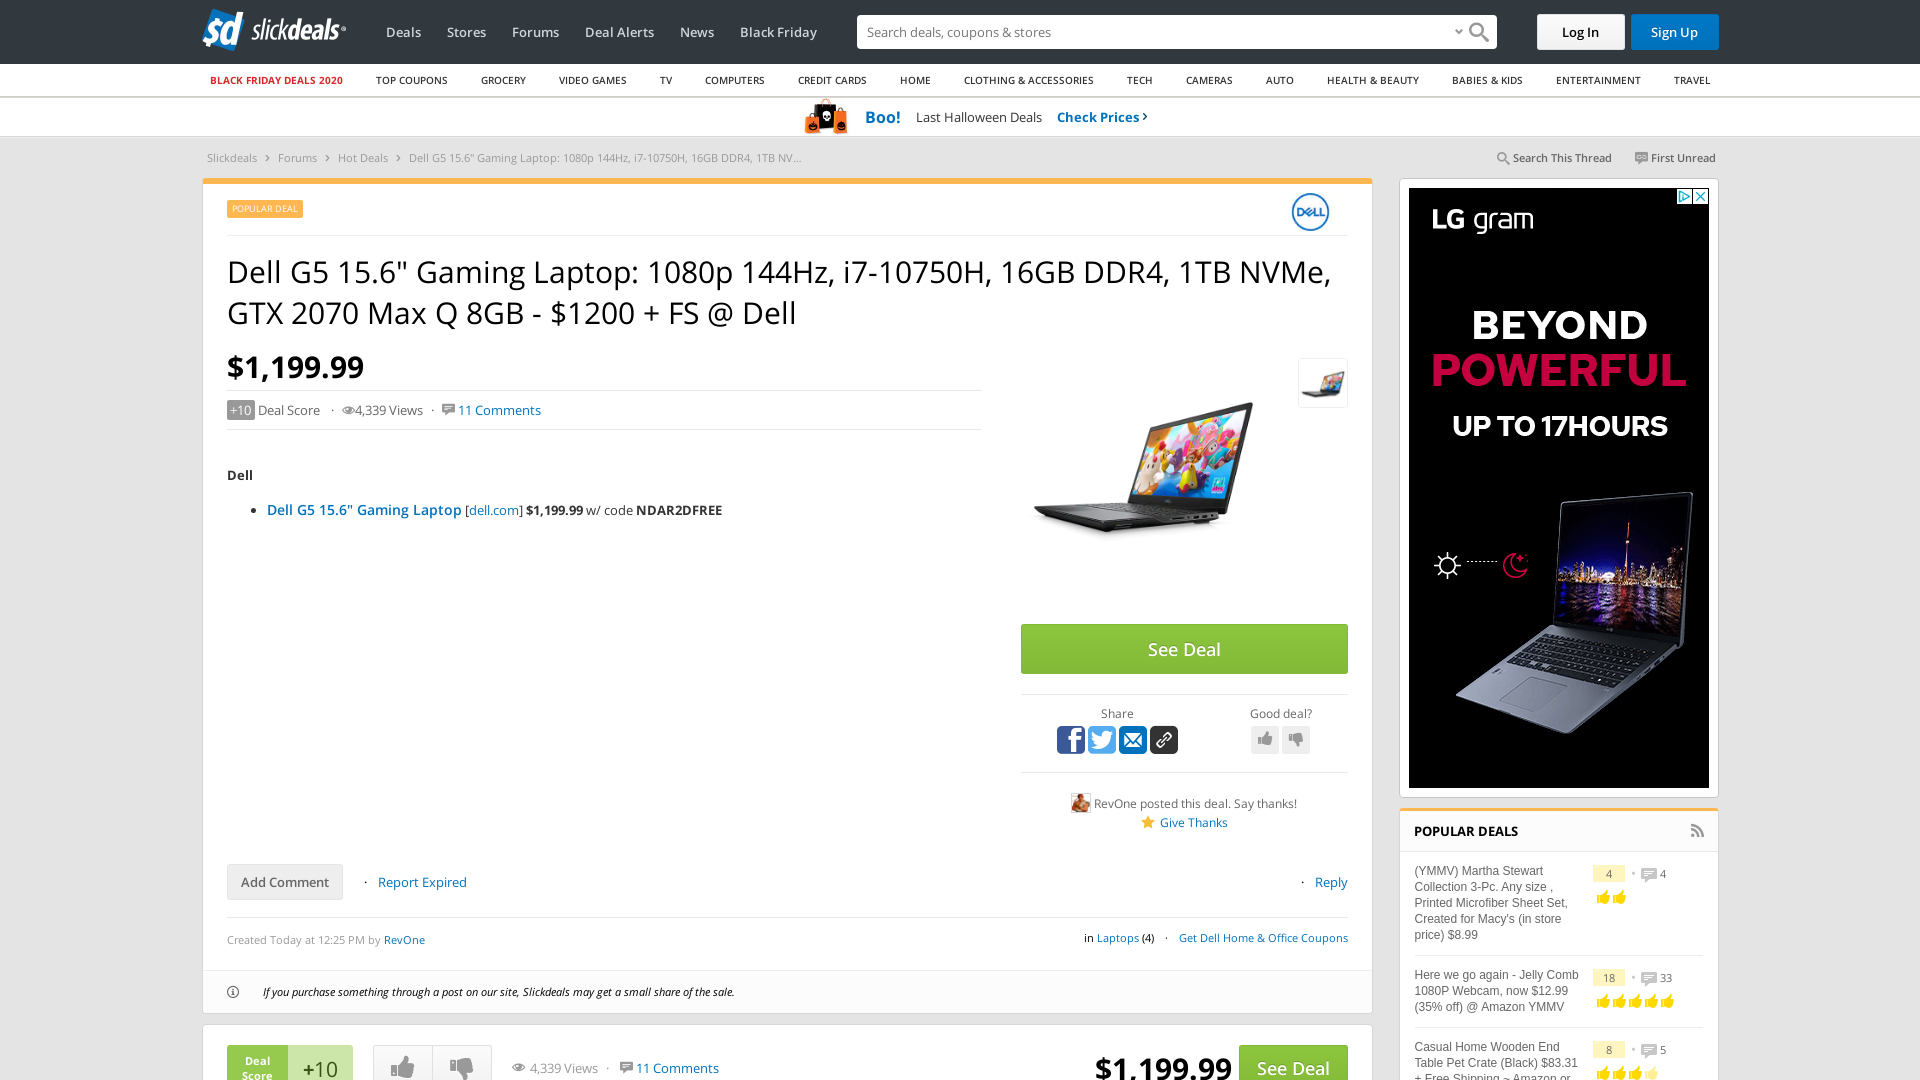 slickdeals
Deals
Stores
Forums
Deal Alerts
News
Black Friday
Search deals, coupons & stores
Log In
Sign Up
BLACK FRIDAY DEALS 2020
TOP COUPONS
GROCERY
VIDEO GAMES
TV
COMPUTERS
CREDIT CARDS
HOME
CLOTHING & ACCESSORIES
TECH
CAMERAS
AUTO
HEALTH & BEAUTY
BABIES & KIDS
ENTERTAINMENT
TRAVEL
Boo! Last Halloween Deals Check Prices ›
Slickdeals › Forums › Hot Deals › Dell G5 15.6" Gaming Laptop: 1080p 144Hz, i7-10750H, 16GB DDR4, 1TB NV...
Search This Thread
First Unread
POPULAR DEAL
DELL
Dell G5 15.6" Gaming Laptop: 1080p 144Hz, i7-10750H, 16GB DDR4, 1TB NVMe,
GTX 2070 Max Q 8GB - $1200 + FS @ Dell
$1,199.99
+10 Deal Score · 4,339 Views · 11 Comments
Dell
• Dell G5 15.6" Gaming Laptop [dell.com] $1,199.99 w/ code NDAR2DFREE
See Deal
Share
Good deal?
RevOne posted this deal. Say thanks!
Give Thanks
Add Comment
· Report Expired
· Reply
Created Today at 12:25 PM by RevOne
in Laptops (4) · Get Dell Home & Office Coupons
If you purchase something through a post on our site, Slickdeals may get a small share of the sale.
Deal
Score
+10
4,339 Views · 11 Comments
$1,199.99
See Deal
LG gram
BEYOND
POWERFUL
UP TO 17HOURS
POPULAR DEALS
(YMMV) Martha Stewart
Collection 3-Pc. Any size ,
Printed Microfiber Sheet Set,
Created for Macy's (in store
price) $8.99
4 • 4
Here we go again - Jelly Comb
1080P Webcam, now $12.99
(35% off) @ Amazon YMMV
18 • 33
Casual Home Wooden End
Table Pet Crate (Black) $83.31
+ Free Shipping ~ Amazon or
8 • 5